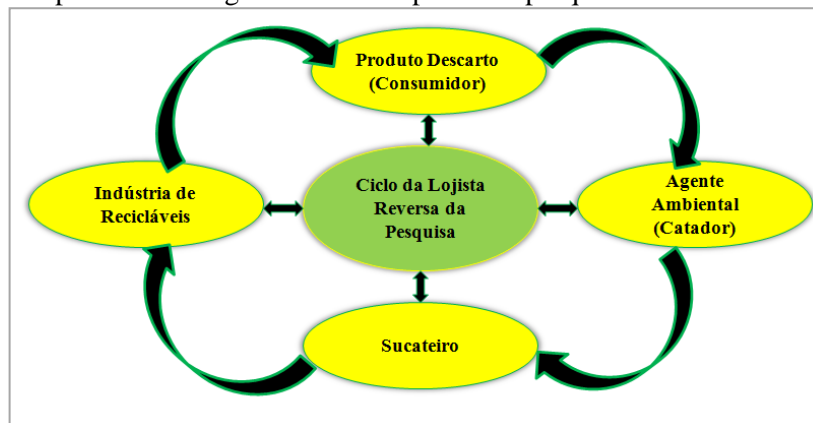 Produto Descarto
(Consumidor)
Indústria de
Recicláveis
Ciclo da Lojista
Reversa da
Pesquisa
Agente
Ambiental
(Catador)
Sucateiro